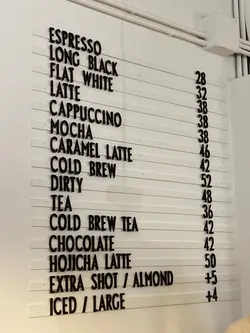 ESPRESSO 28
LONG BLACK 32
FLAT WHITE 38
LATTE 38
CAPPUCCINO 38
MOCHA 46
CARAMEL LATTE 42
COLD BREW 52
DIRTY 48
TEA 36
COLD BREW TEA 42
CHOCOLATE 42
HOJICHA LATTE 50
EXTRA SHOT / ALMOND +5
ICED / LARGE +4